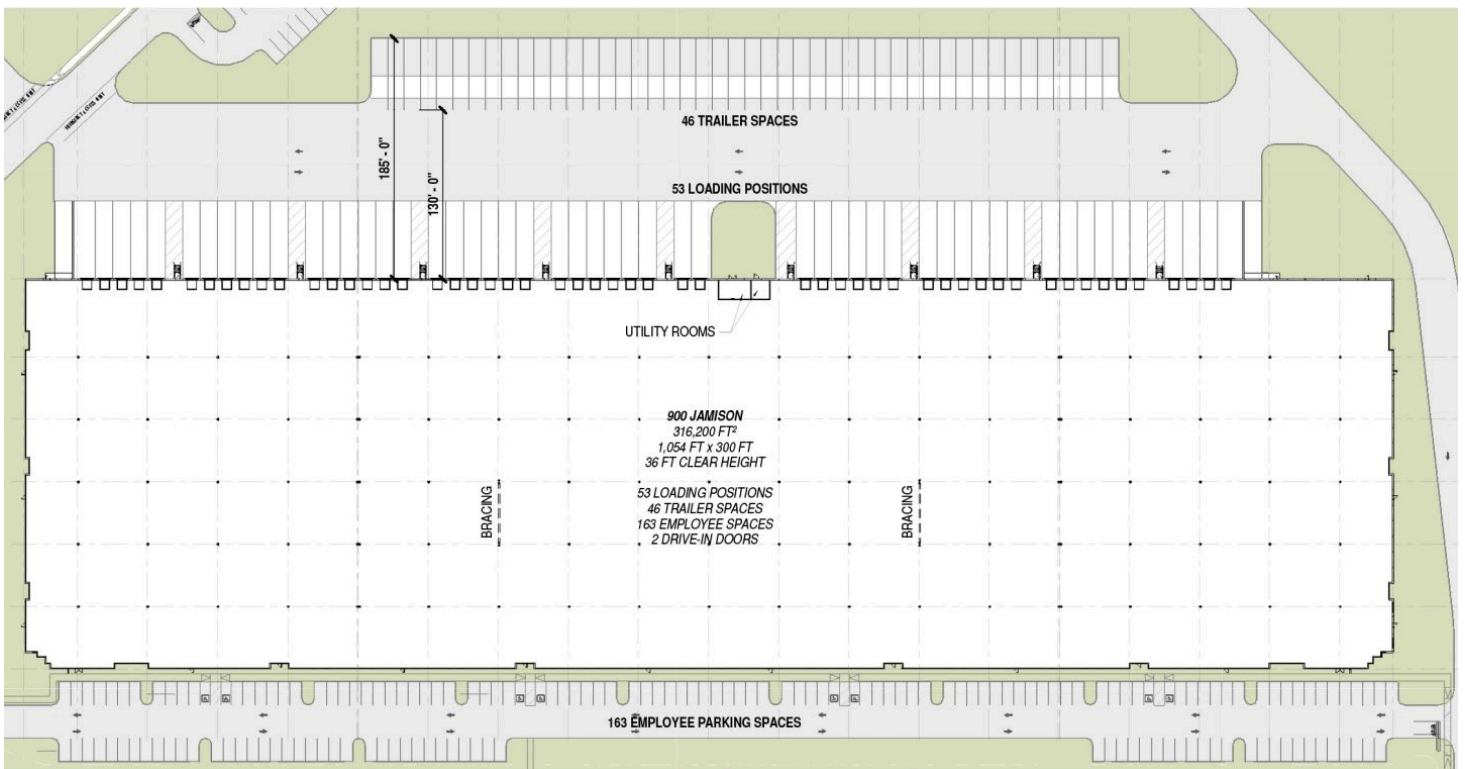 46 TRAILER SPACES
185' - 0"
130' - 0"
53 LOADING POSITIONS
UTILITY ROOMS
900 JAMISON
316,200 FT²
1,054 FT x 300 FT
36 FT CLEAR HEIGHT
53 LOADING POSITIONS
46 TRAILER SPACES
163 EMPLOYEE SPACES
2 DRIVE-IN DOORS
BRACING
BRACING
163 EMPLOYEE PARKING SPACES